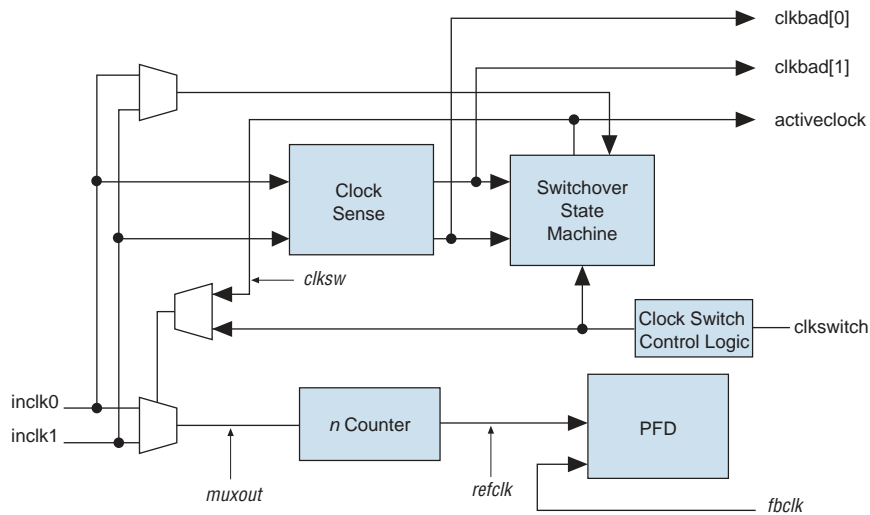 clkbad[0]
clkbad[1]
activeclock
Clock
Sense
Switchover
State
Machine
clksw
Clock Switch
Control Logic
clkswitch
inclk0
inclk1
n Counter
PFD
muxout
refclk
fbclk